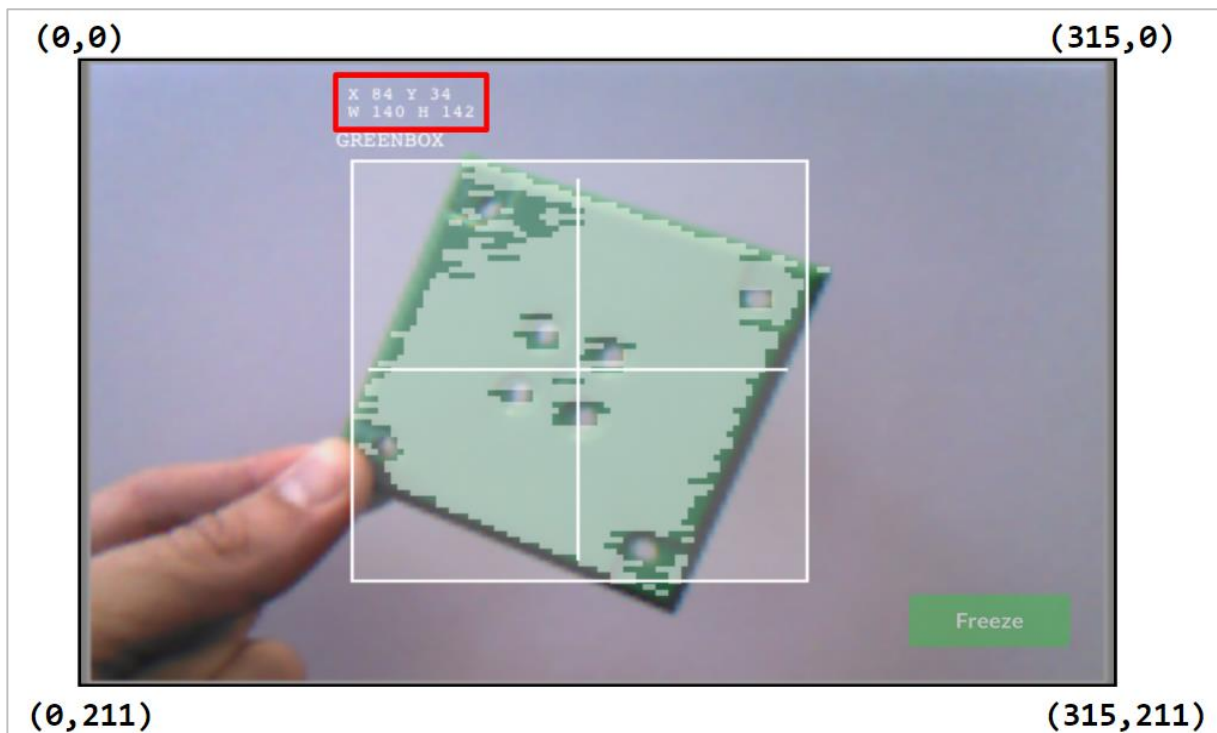 (0,0)
(315,0)
X 84 Y 34
W 140 H 142
GREENBOX
Freeze
(0,211)
(315,211)